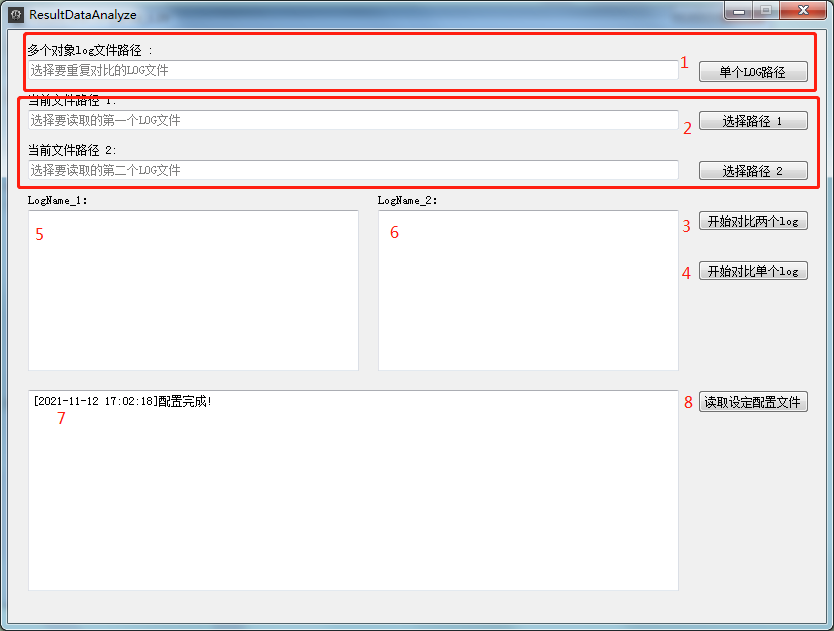 ResultDataAnalyze
多个对象log文件路径 :
选择要重复对比的LOG文件
1
单个LOG路径
当前文件路径 1:
选择要读取的第一个LOG文件
2
选择路径 1
当前文件路径 2:
选择要读取的第二个LOG文件
选择路径 2
LogName_1:
LogName_2:
3
开始对比两个log
5
6
4
开始对比单个log
[2021-11-12 17:02:18]配置完成!
7
8
读取设定配置文件